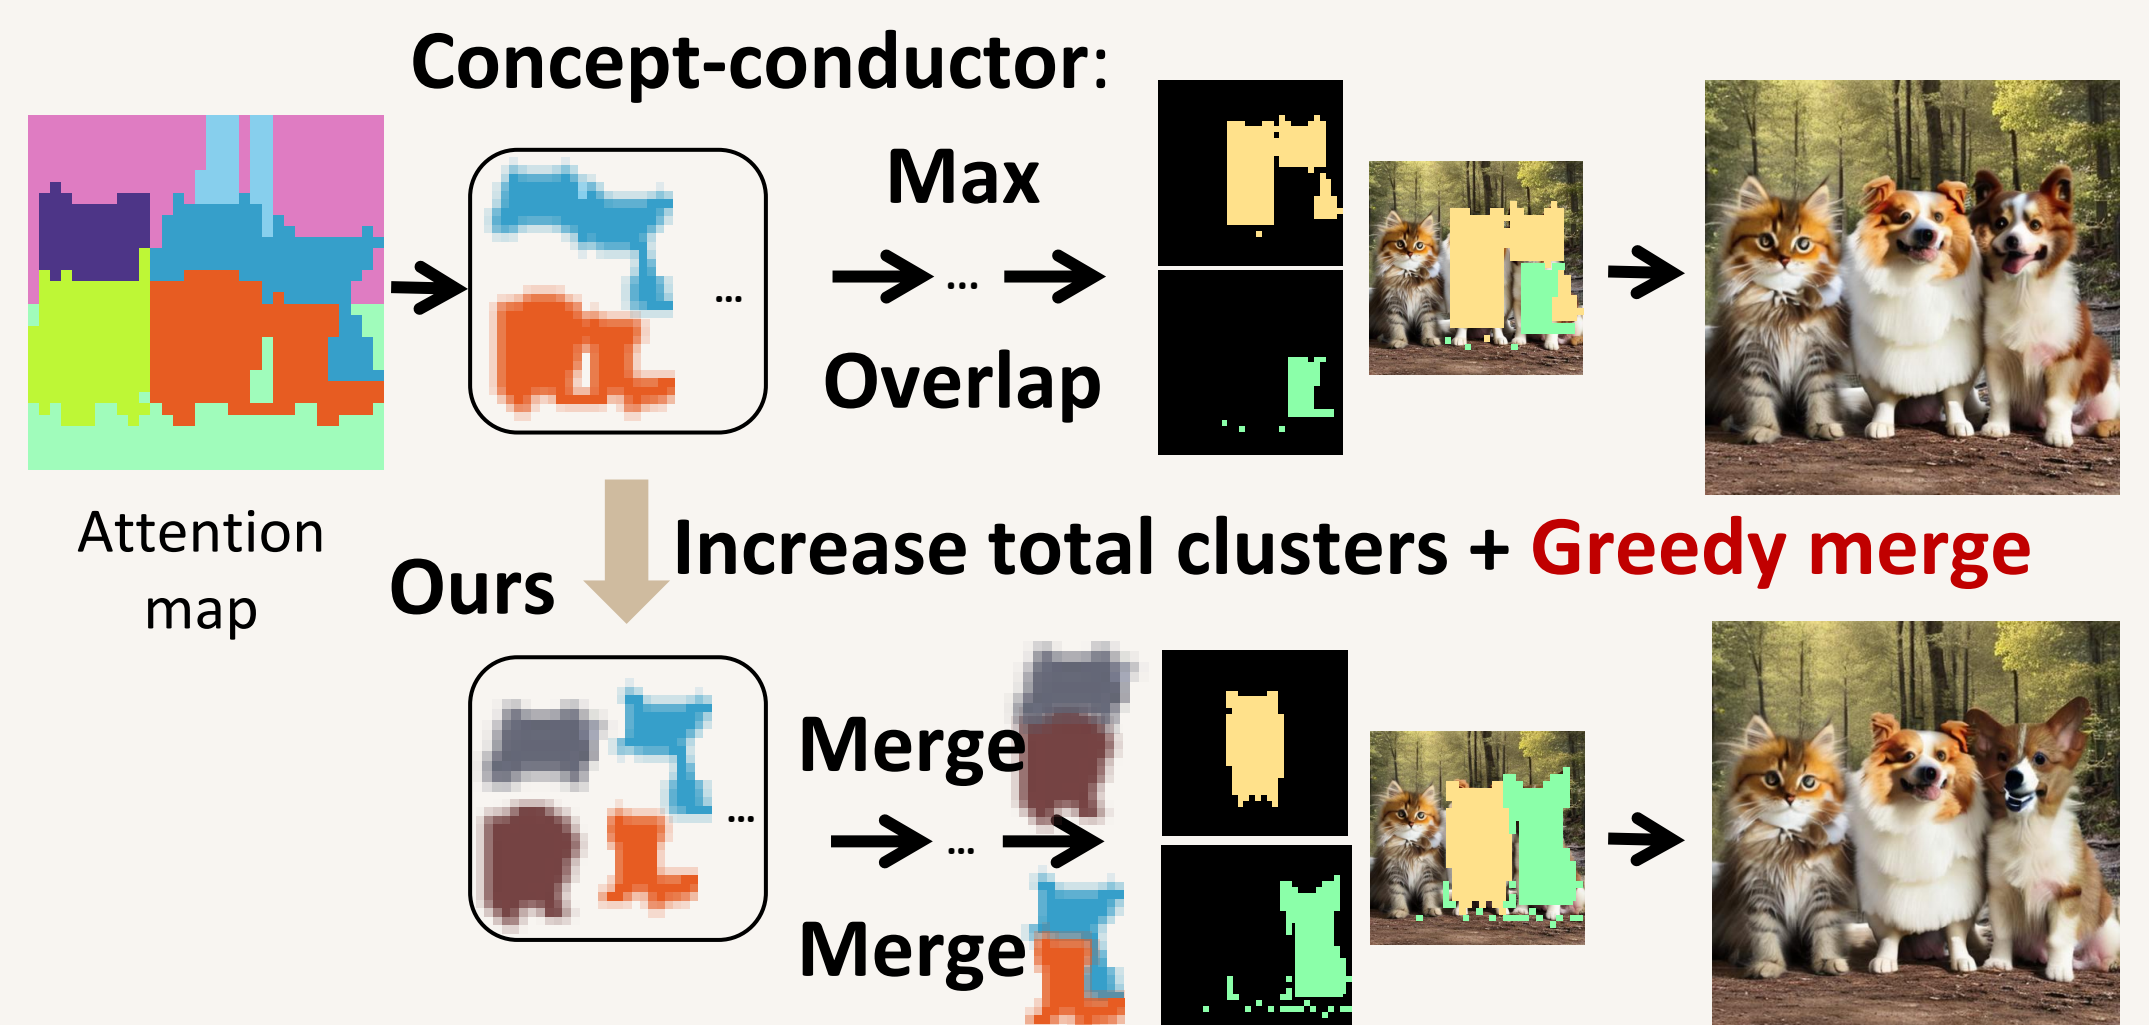 Concept-conductor:
Max
...
...
Overlap
Attention
map
Increase total clusters + Greedy merge
Ours
Merge
...
...
Merge